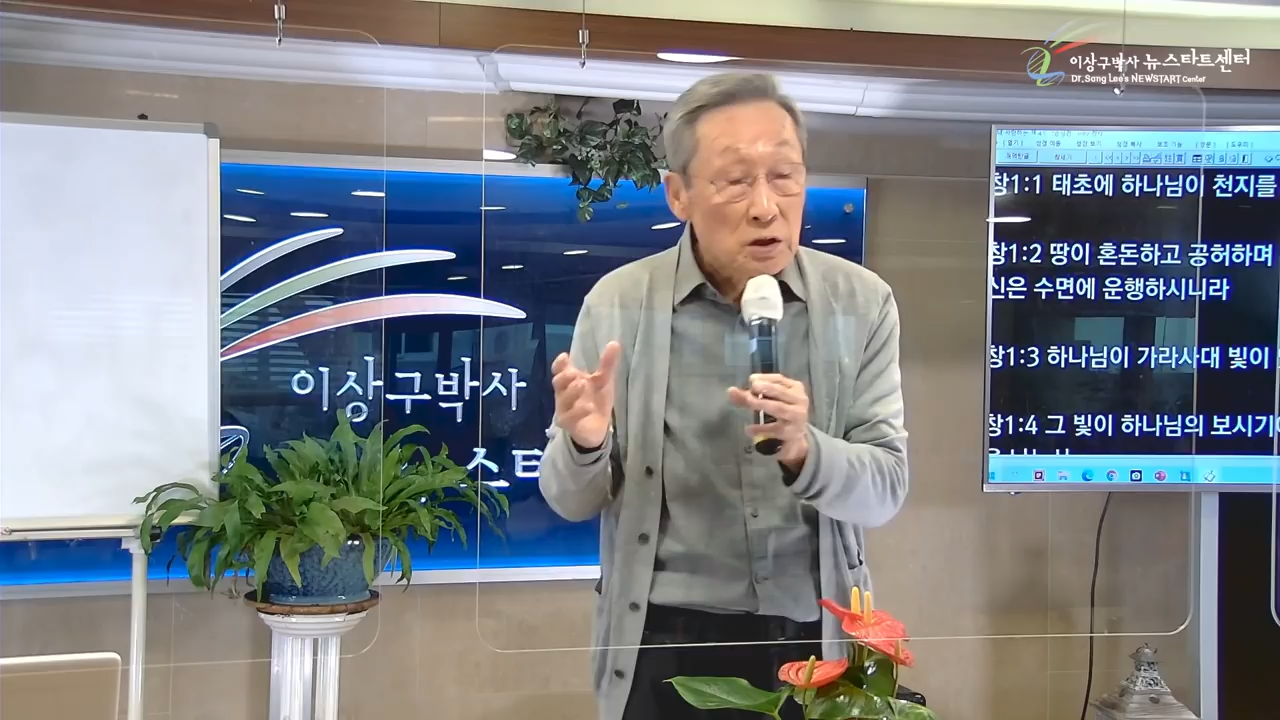 이상구박사 뉴스타트센터
Dr. Sang Lee's NEWSTART Center
이상구박사
스타
창1:1 태초에 하나님이 천지를
창1:2 땅이 혼돈하고 공허하며
신은 수면에 운행하시니라
창1:3 하나님이 가라사대 빛이
창1:4 그 빛이 하나님의 보시기에